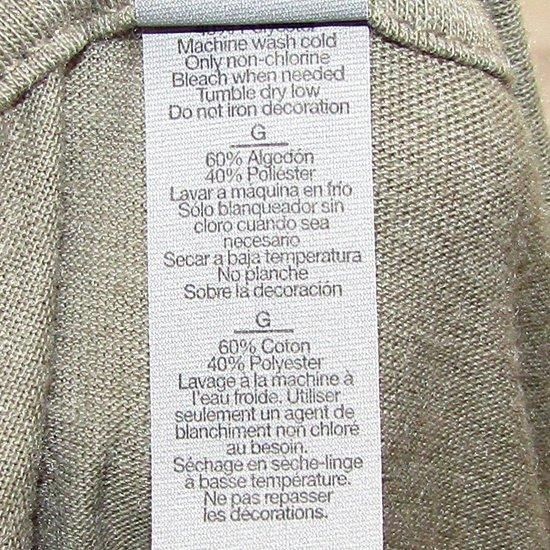 Machine wash cold
Only non-chlorine
Bleach when needed
Tumble dry low
Do not iron decoration
G
60% Algodón
40% Poliéster
Lavar a máquina en frío
Sólo blanqueador sin
cloro cuando sea
necesario
Secar a baja temperatura
No planche
Sobre la decoración
G
60% Coton
40% Polyester
Lavage à la machine à
l'eau froide. Utiliser
seulement un agent de
blanchiment non chloré
au besoin.
Séchage en sèche-linge
à basse température.
Ne pas repasser
les décorations.